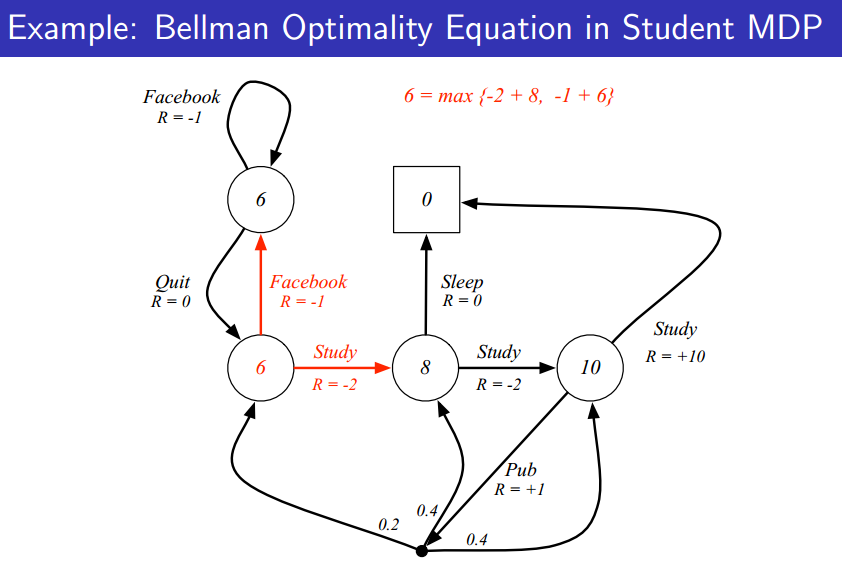 Example: Bellman Optimality Equation in Student MDP
Facebook
R = -1
6 = max {-2 + 8, -1 + 6}
6
0
Quit
R = 0
Facebook
R = -1
Sleep
R = 0
Study
R = +10
6
Study
R = -2
8
Study
R = -2
10
Pub
R = +1
0.2
0.4
0.4